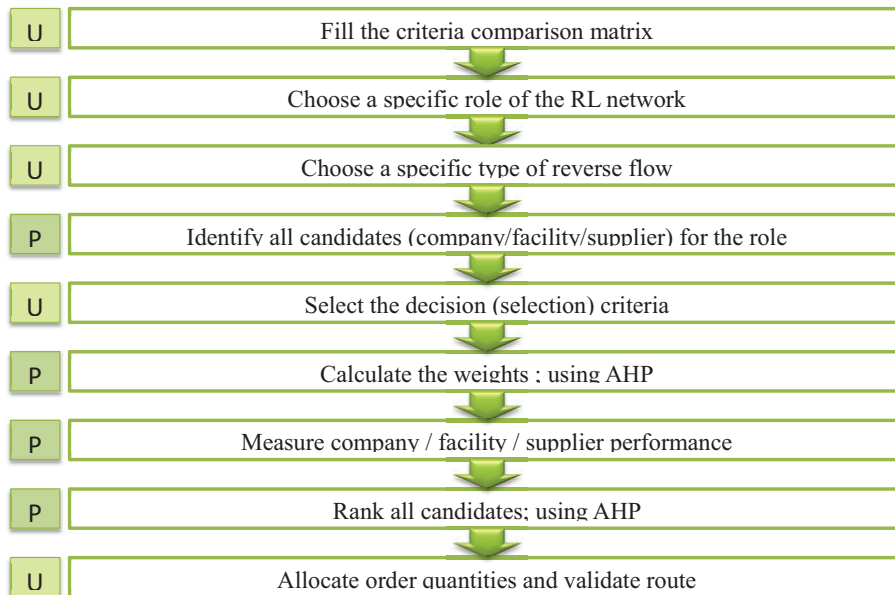 U Fill the criteria comparison matrix
U Choose a specific role of the RL network
U Choose a specific type of reverse flow
P Identify all candidates (company/facility/supplier) for the role
U Select the decision (selection) criteria
P Calculate the weights ; using AHP
P Measure company / facility / supplier performance
P Rank all candidates; using AHP
U Allocate order quantities and validate route